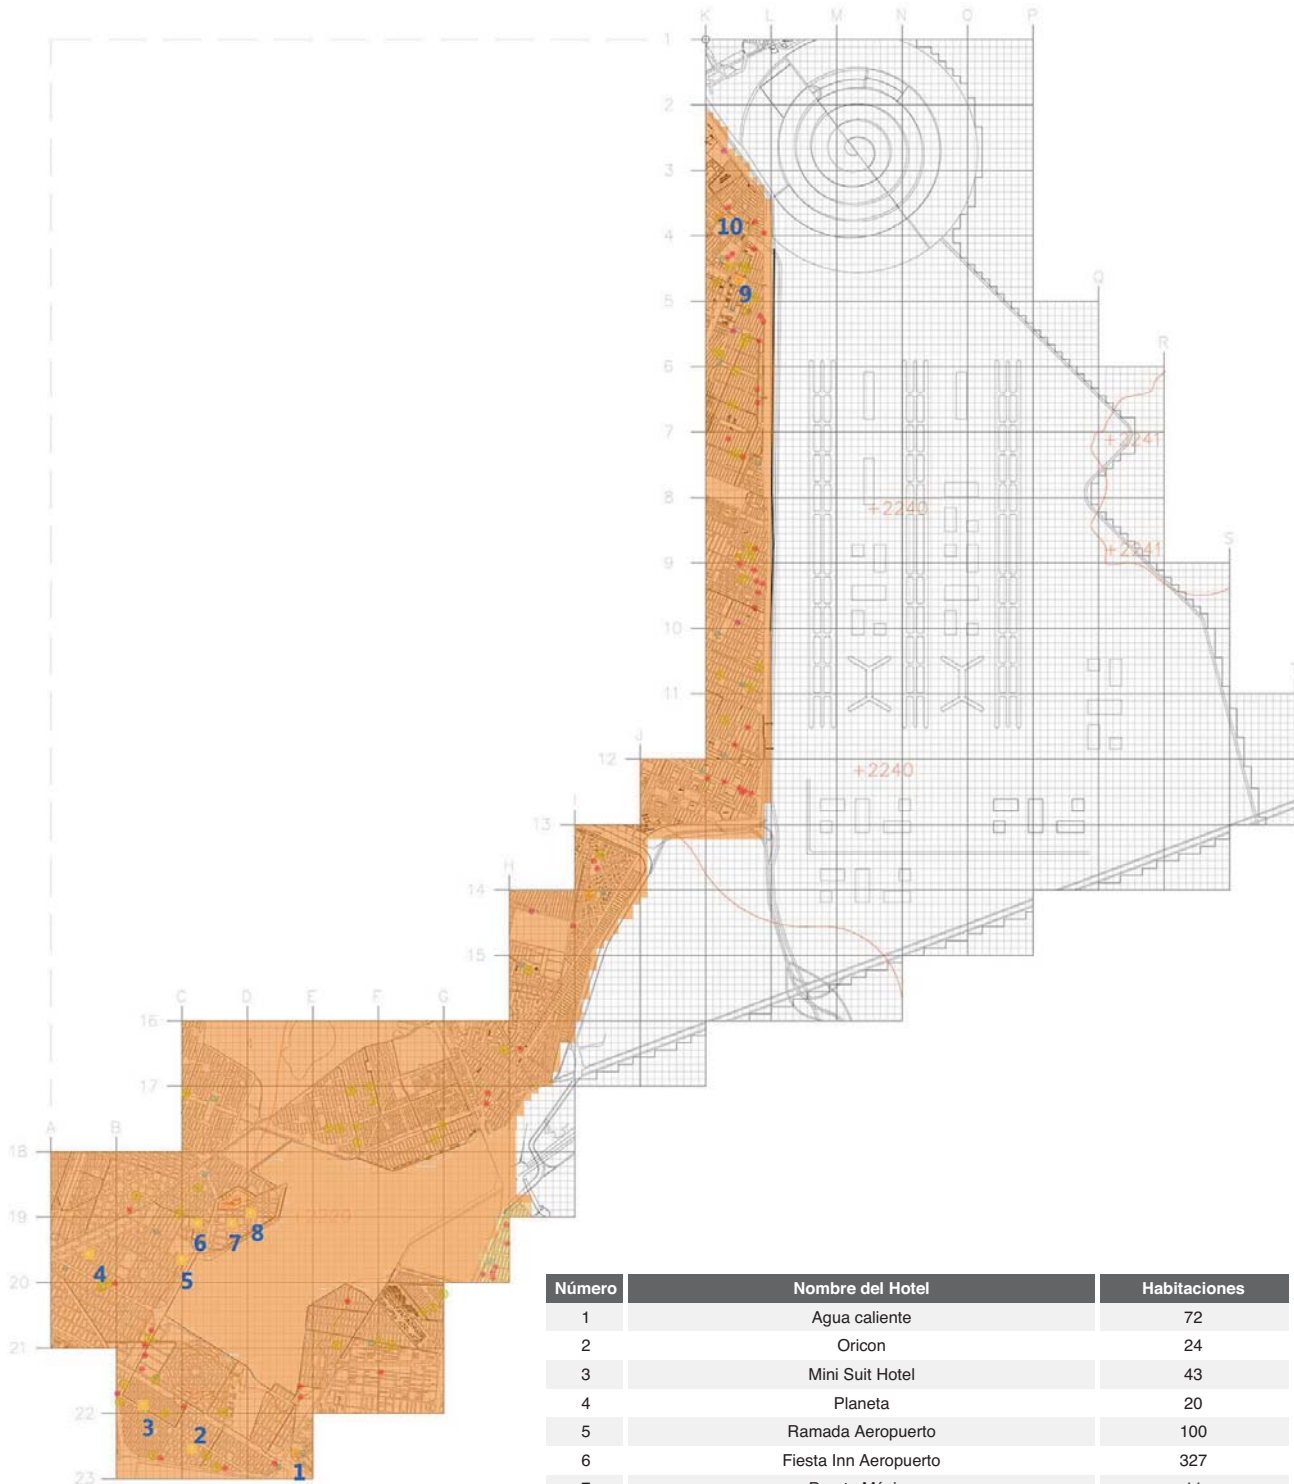 K L M N O P
1
2
3
10
4
9
5
Q
6
R
7
+2241
8
+2240
+2241
S
9
10
11
J
12
+2240
I
13
H
14
15
C D E F G
16
17
A B
18
19
6 7 8
4
5
20
21
22
3
2
1
23
Número Nombre del Hotel Habitaciones
1 Agua caliente 72
2 Oricon 24
3 Mini Suit Hotel 43
4 Planeta 20
5 Ramada Aeropuerto 100
6 Fiesta Inn Aeropuerto 327